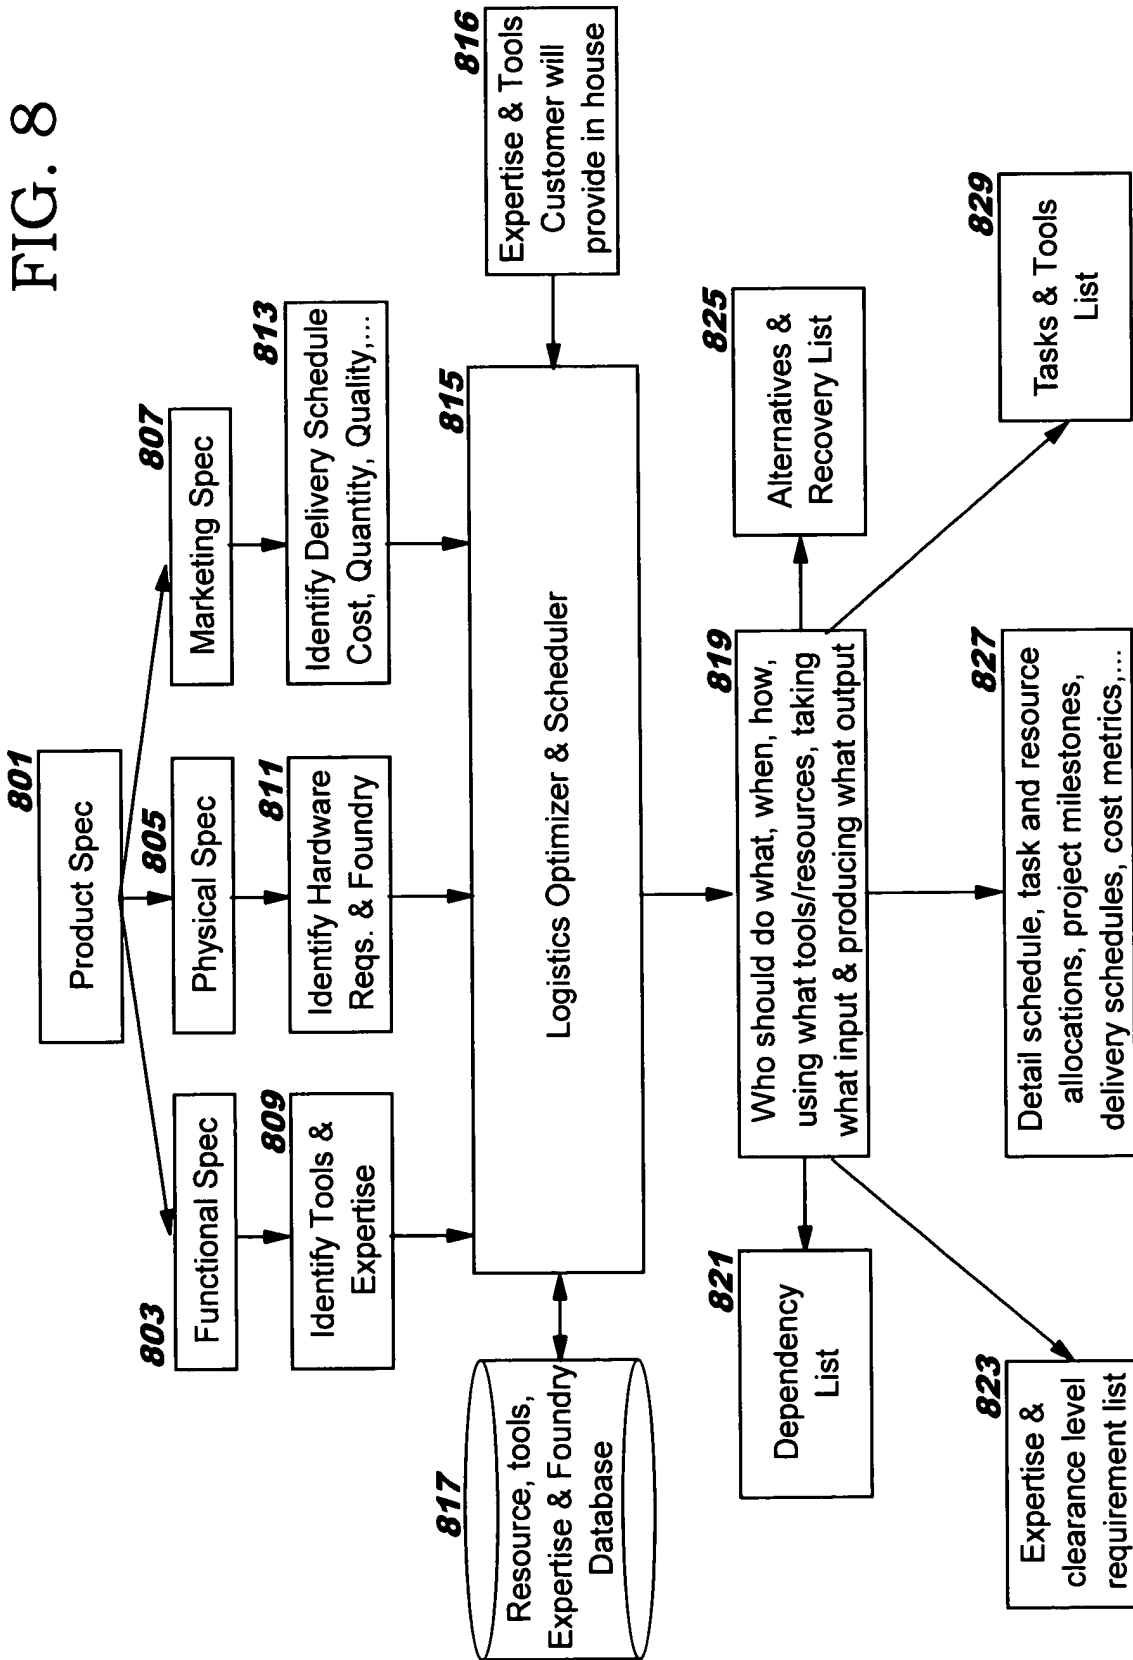 FIG. 8
801
Product Spec
803
Functional Spec
805
Physical Spec
807
Marketing Spec
809
Identify Tools &
Expertise
811
Identify Hardware
Reqs. & Foundry
813
Identify Delivery Schedule
Cost, Quantity, Quality,...
817
Resource, tools,
Expertise & Foundry
Database
815
Logistics Optimizer & Scheduler
816
Expertise & Tools
Customer will
provide in house
821
Dependency
List
819
Who should do what, when, how,
using what tools/resources, taking
what input & producing what output
825
Alternatives &
Recovery List
823
Expertise &
clearance level
requirement list
827
Detail schedule, task and resource
allocations, project milestones,
delivery schedules, cost metrics,...
829
Tasks & Tools
List